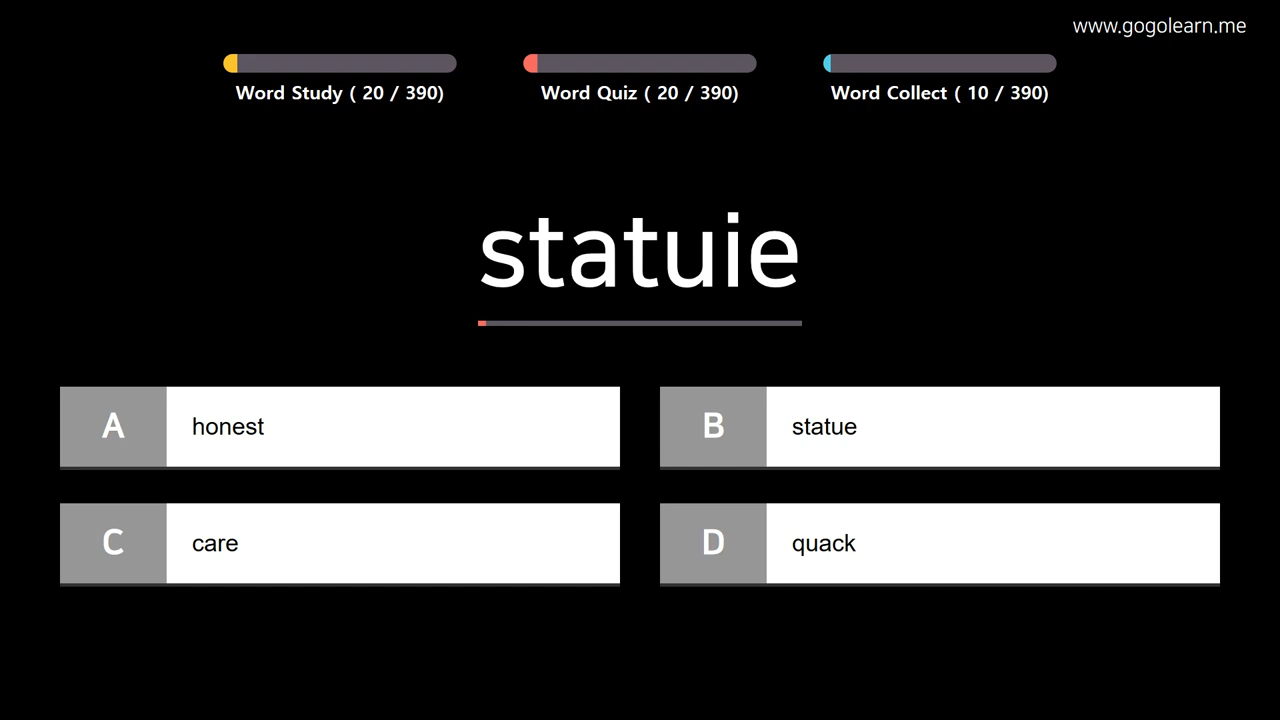 www.gogolearn.me
Word Study ( 20 / 390)
Word Quiz ( 20 / 390)
Word Collect ( 10 / 390)
statuie
A honest
B statue
C care
D quack